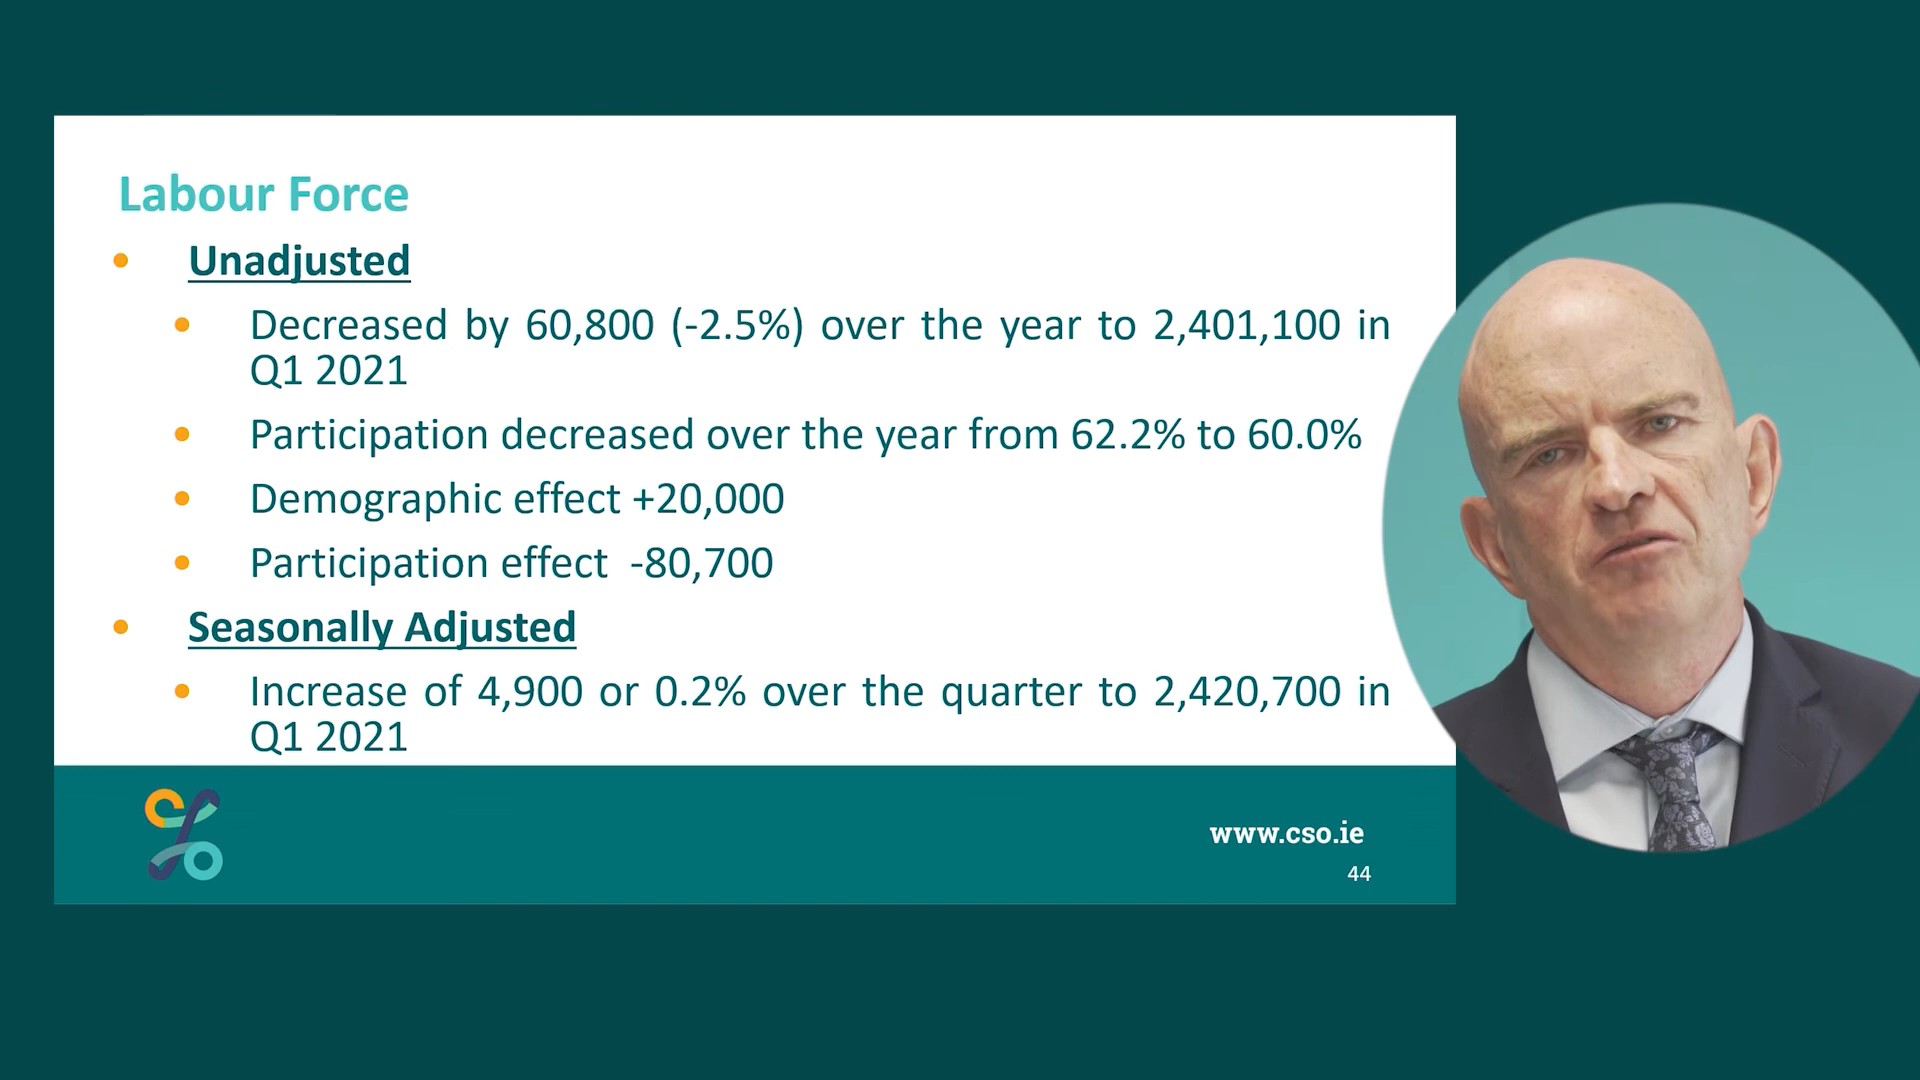 Labour Force
• Unadjusted
• Decreased by 60,800 (-2.5%) over the year to 2,401,100 in
Q1 2021
• Participation decreased over the year from 62.2% to 60.0%
• Demographic effect +20,000
• Participation effect -80,700
• Seasonally Adjusted
• Increase of 4,900 or 0.2% over the quarter to 2,420,700 in
Q1 2021
www.cso.ie
44